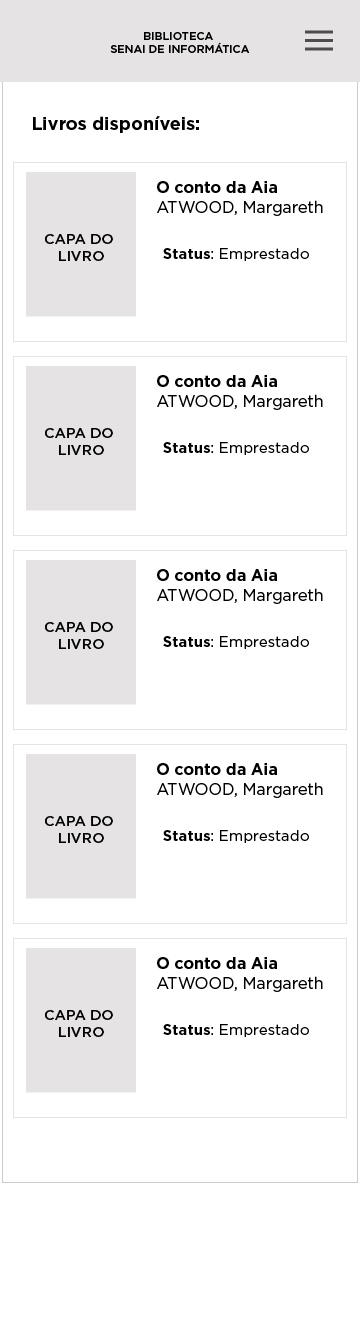 BIBLIOTECA
SENAI DE INFORMÁTICA
Livros disponíveis:
CAPA DO
LIVRO
O conto da Aia
ATWOOD, Margareth
Status: Emprestado
CAPA DO
LIVRO
O conto da Aia
ATWOOD, Margareth
Status: Emprestado
CAPA DO
LIVRO
O conto da Aia
ATWOOD, Margareth
Status: Emprestado
CAPA DO
LIVRO
O conto da Aia
ATWOOD, Margareth
Status: Emprestado
CAPA DO
LIVRO
O conto da Aia
ATWOOD, Margareth
Status: Emprestado